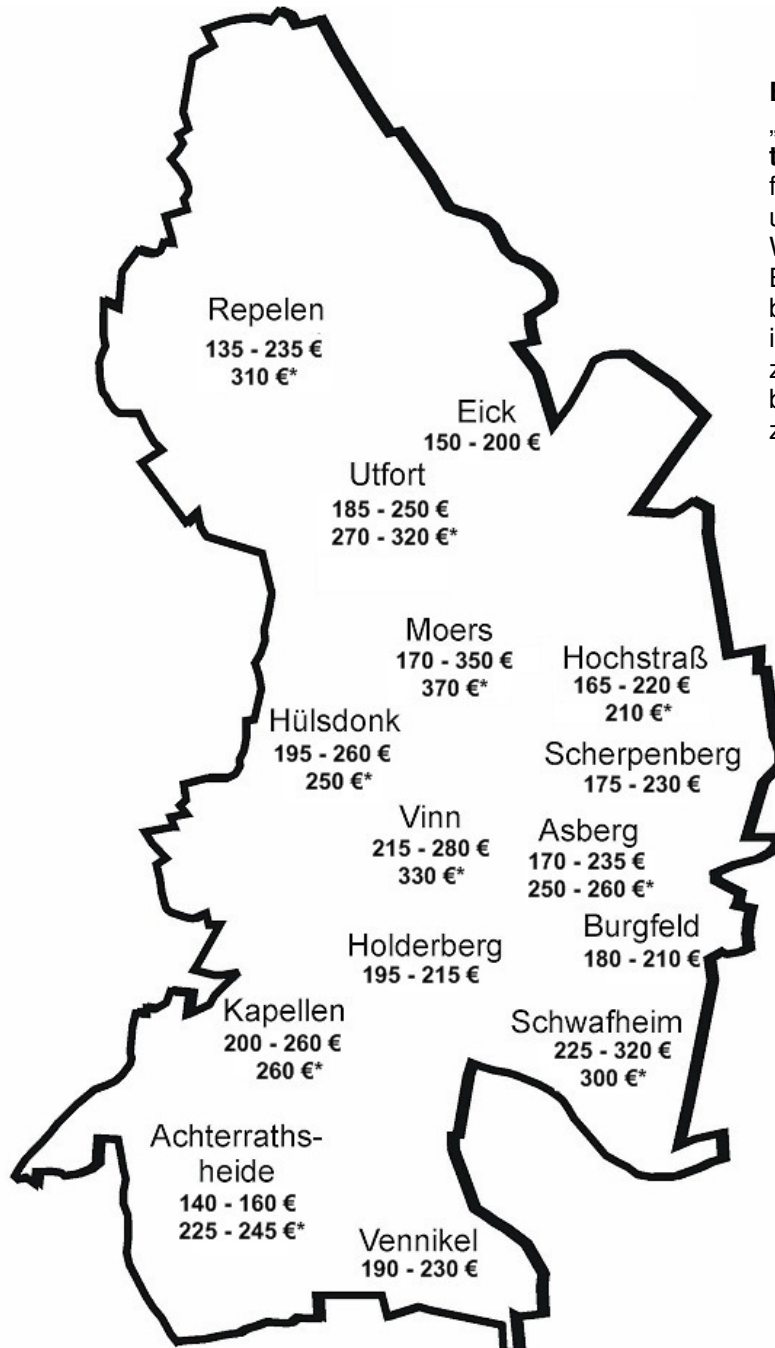 Repelen
135 - 235 €
310 €*
Eick
150 - 200 €
Utfort
185 - 250 €
270 - 320 €*
Moers
170 - 350 €
370 €*
Hochstraß
165 - 220 €
210 €*
Hülsdonk
195 - 260 €
250 €*
Scherpenberg
175 - 230 €
Vinn
215 - 280 €
330 €*
Asberg
170 - 235 €
250 - 260 €*
Burgfeld
180 - 210 €
Holderberg
195 - 215 €
Kapellen
200 - 260 €
260 €*
Schwafheim
225 - 320 €
300 €*
Achterraths-
heide
140 - 160 €
225 - 245 €*
Vennikel
190 - 230 €